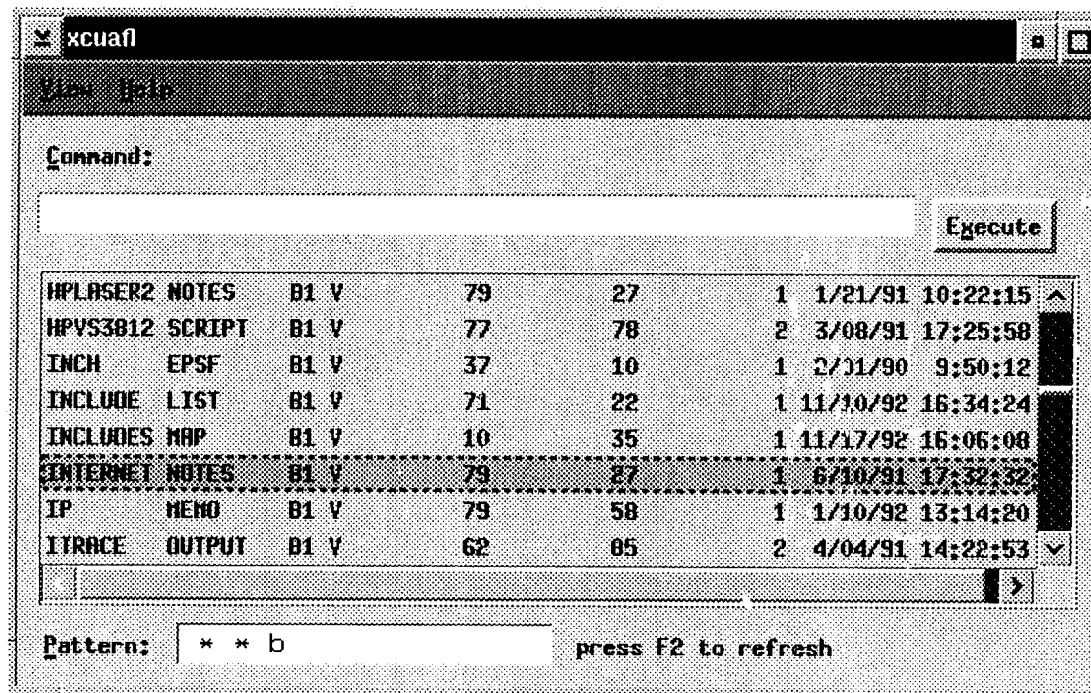 xcuafl
View Help
Command:
Execute
HPLASER2 NOTES B1 V 79 27 1 1/21/91 10:22:15
HPVS3812 SCRIPT B1 V 77 78 2 3/08/91 17:25:58
INCH EPSF B1 V 37 10 1 9:50:12
INCLUDE LIST B1 V 71 22 1 11/10/92 16:34:24
INCLUDES MAP B1 V 10 35 1 11/17/92 16:06:08
INTERNET NOTES B1 V 79 27 1 6/10/91 17:32:32
IP MEMO B1 V 79 58 1 1/10/92 13:14:20
ITRACE OUTPUT B1 V 62 85 2 4/04/91 14:22:53
Pattern: * * b press F2 to refresh